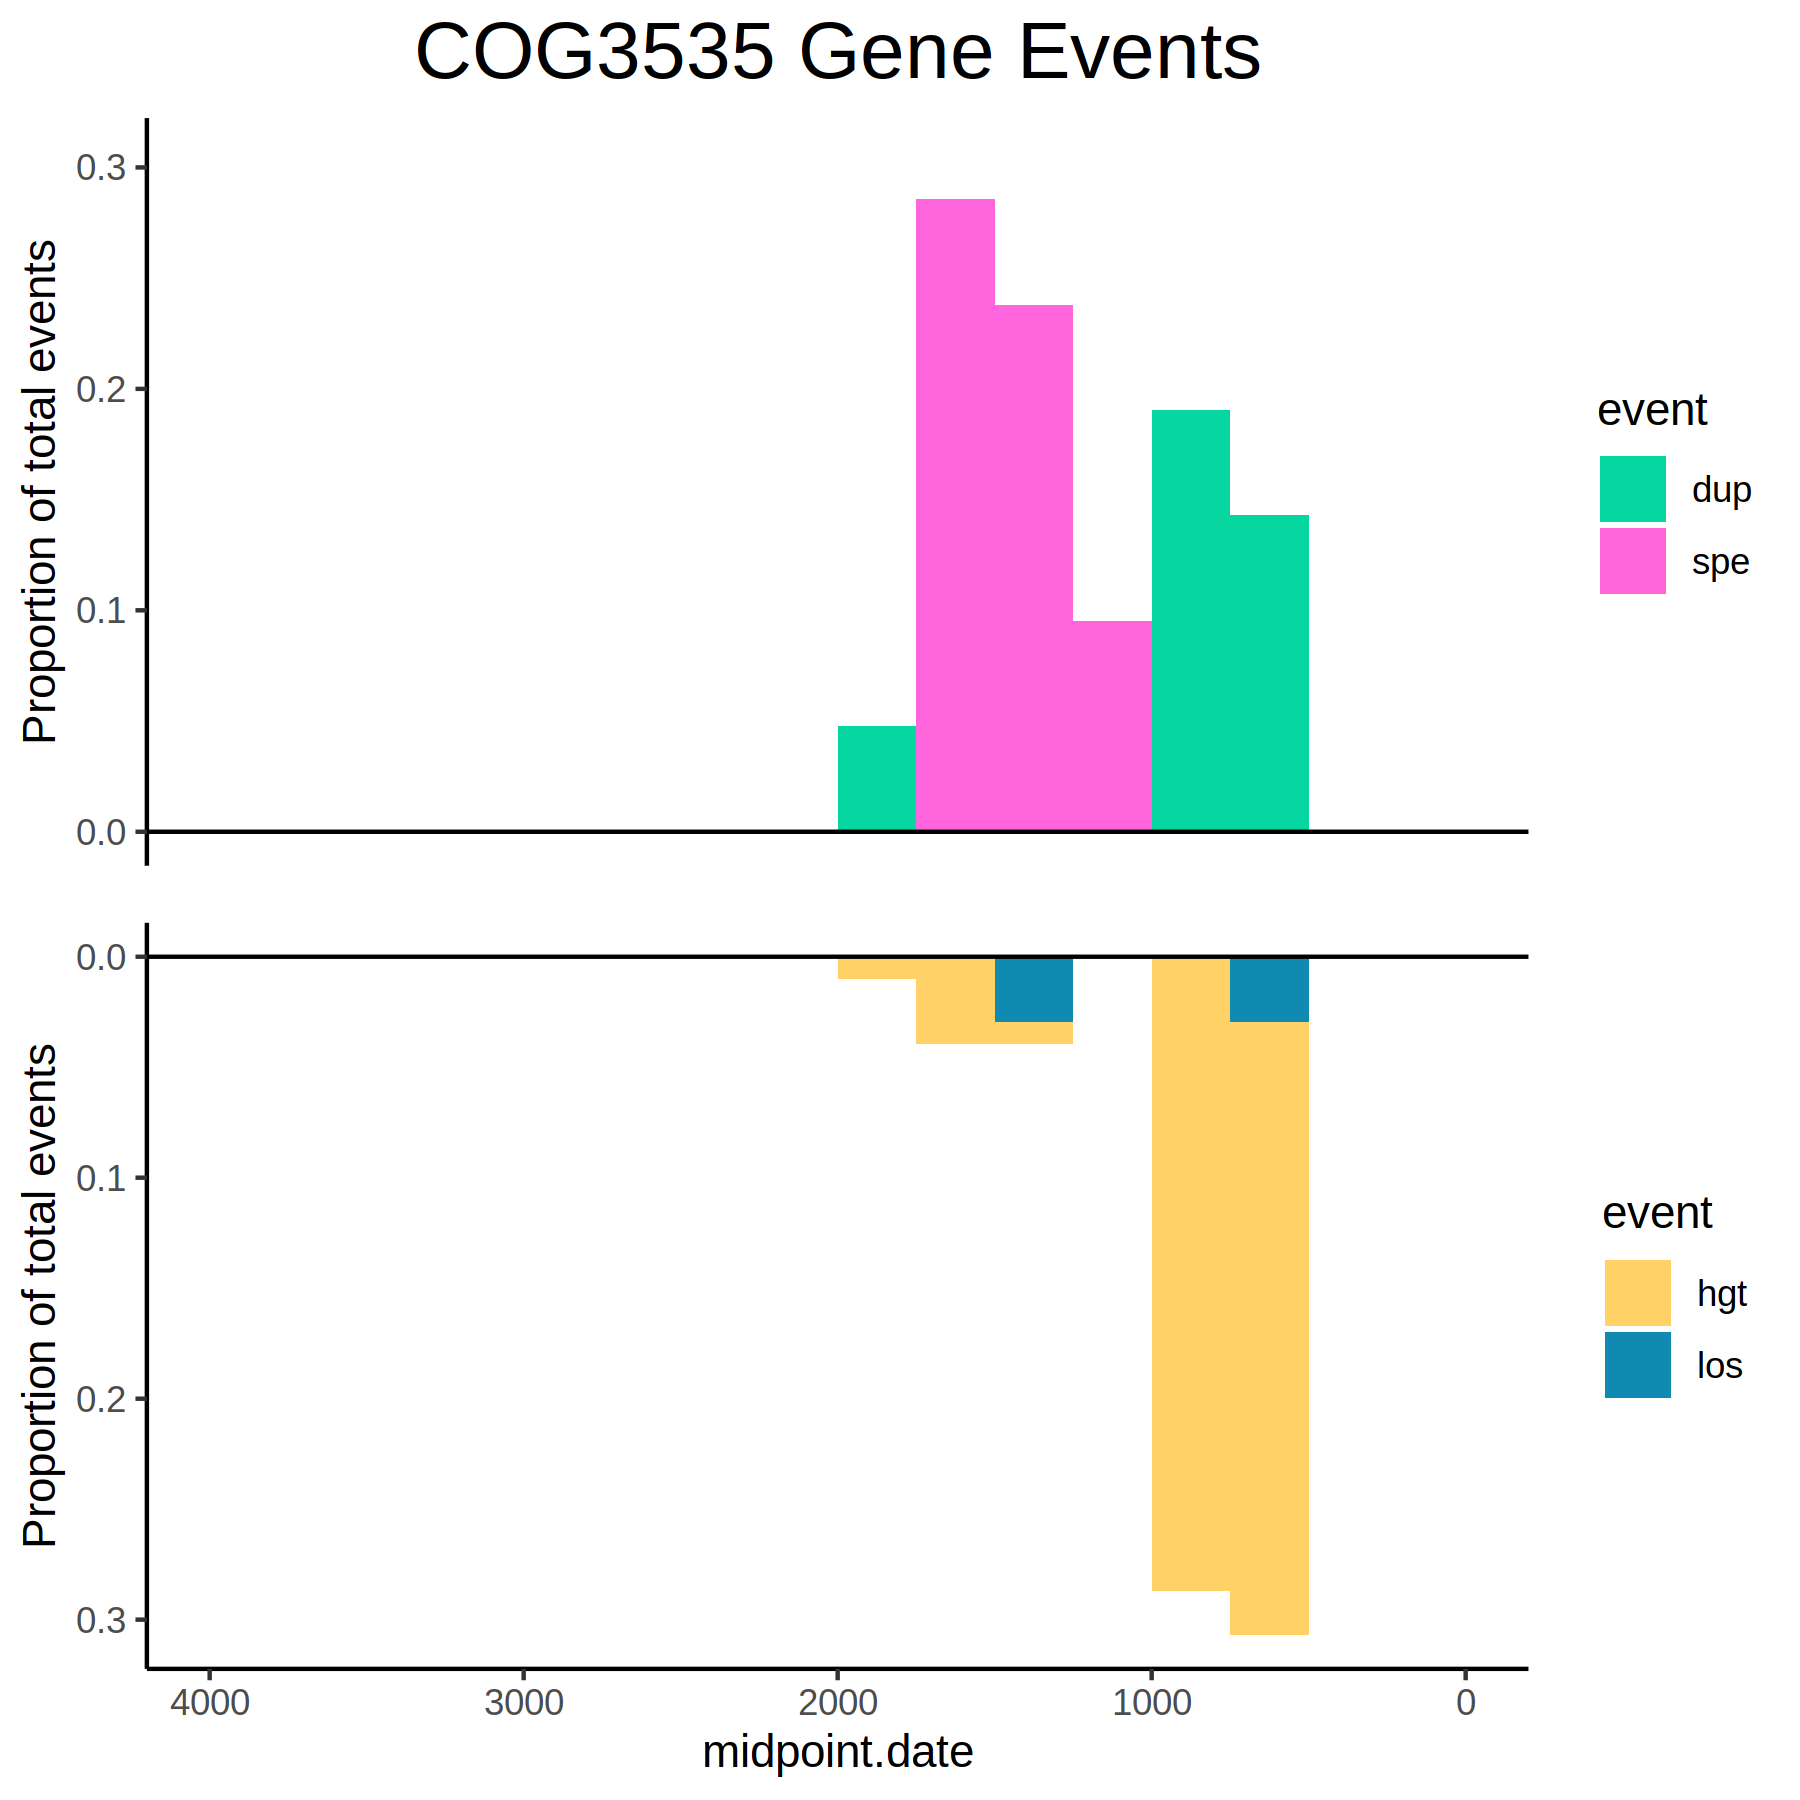 COG3535 Gene Events
Proportion of total events
0.3
0.2
0.1
0.0
event
dup
spe
Proportion of total events
0.0
0.1
0.2
0.3
event
hgt
los
4000 3000 2000 1000 0
midpoint.date